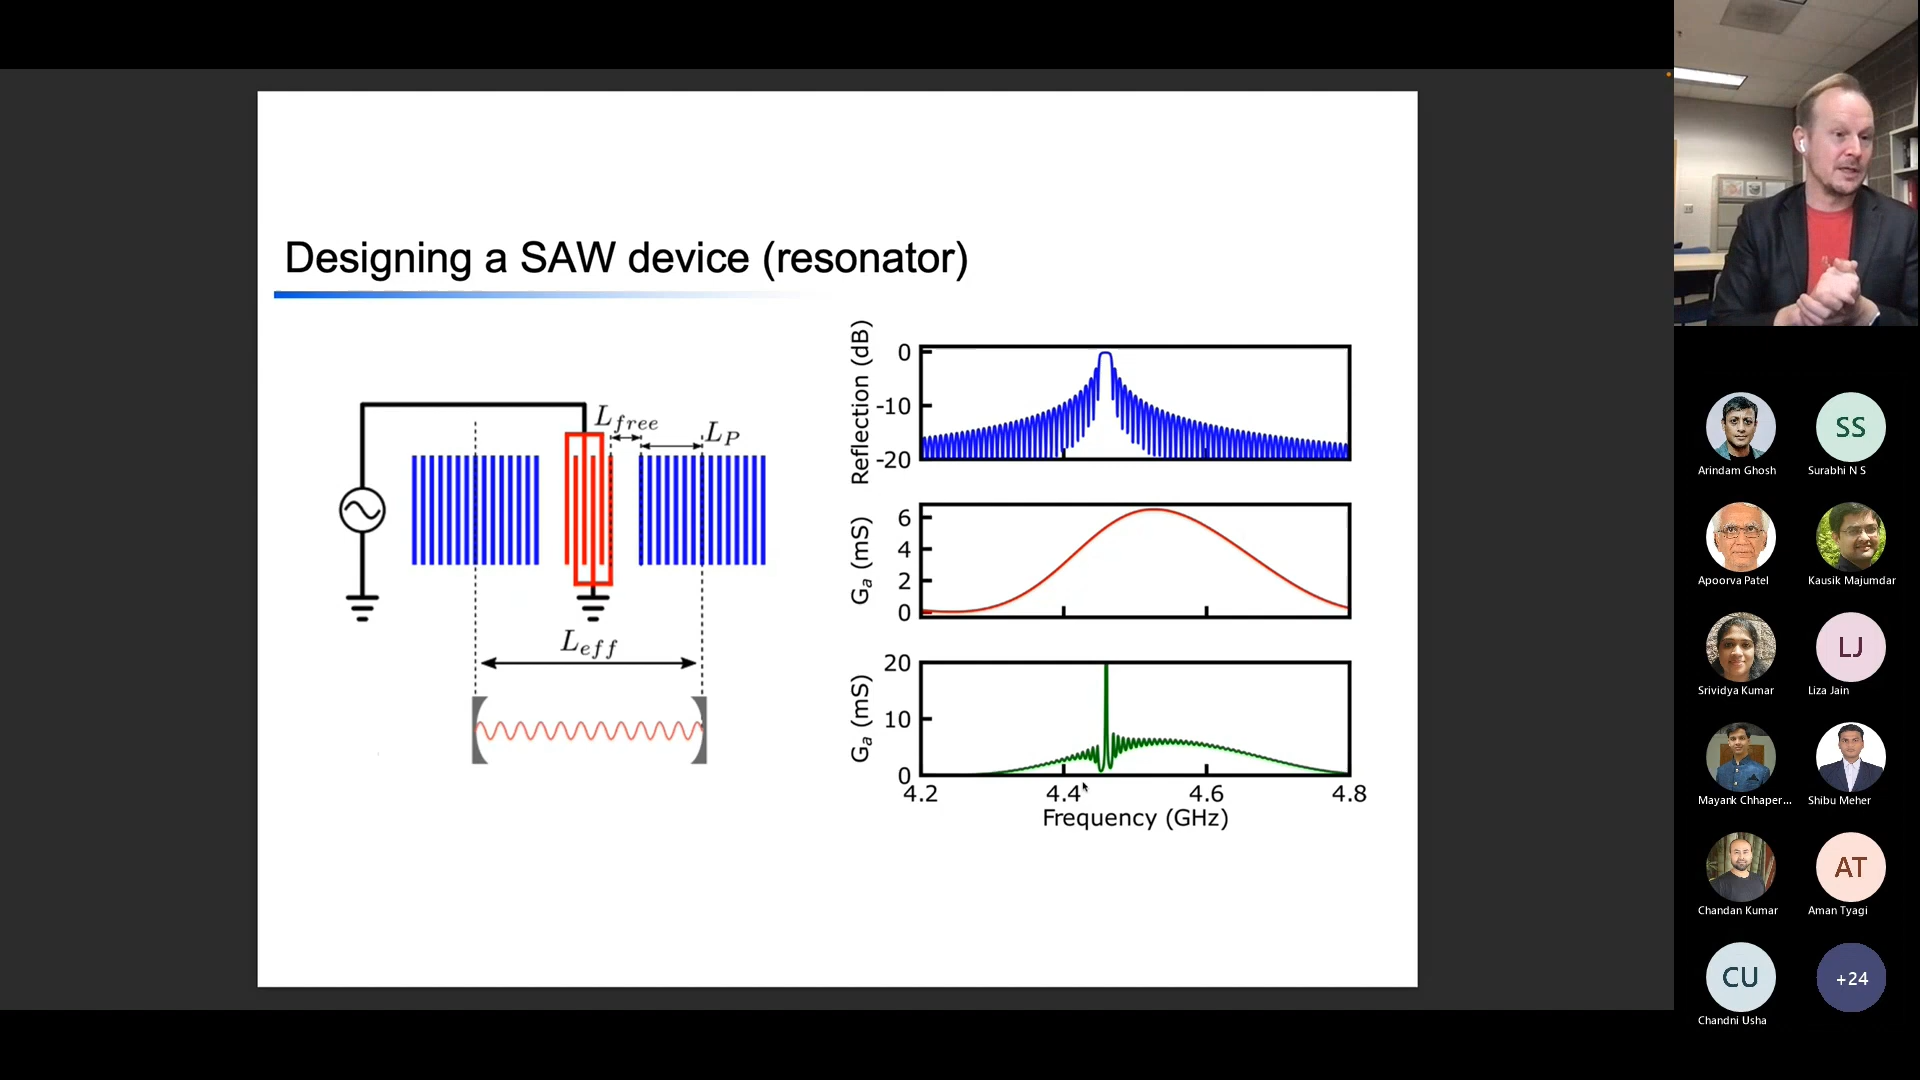 Designing a SAW device (resonator)
L_free
L_P
L_eff
Reflection (dB)
0
-10
-20
G_a (mS)
6
4
2
0
G_a (mS)
20
10
0
4.2
4.4
4.6
4.8
Frequency (GHz)
Arindam Ghosh
SS
Surabhi N S
Apoorva Patel
Kausik Majumdar
Srividya Kumar
LJ
Liza Jain
Mayank Chhaper...
Shibu Meher
Chandan Kumar
AT
Aman Tyagi
CU
Chandni Usha
+24